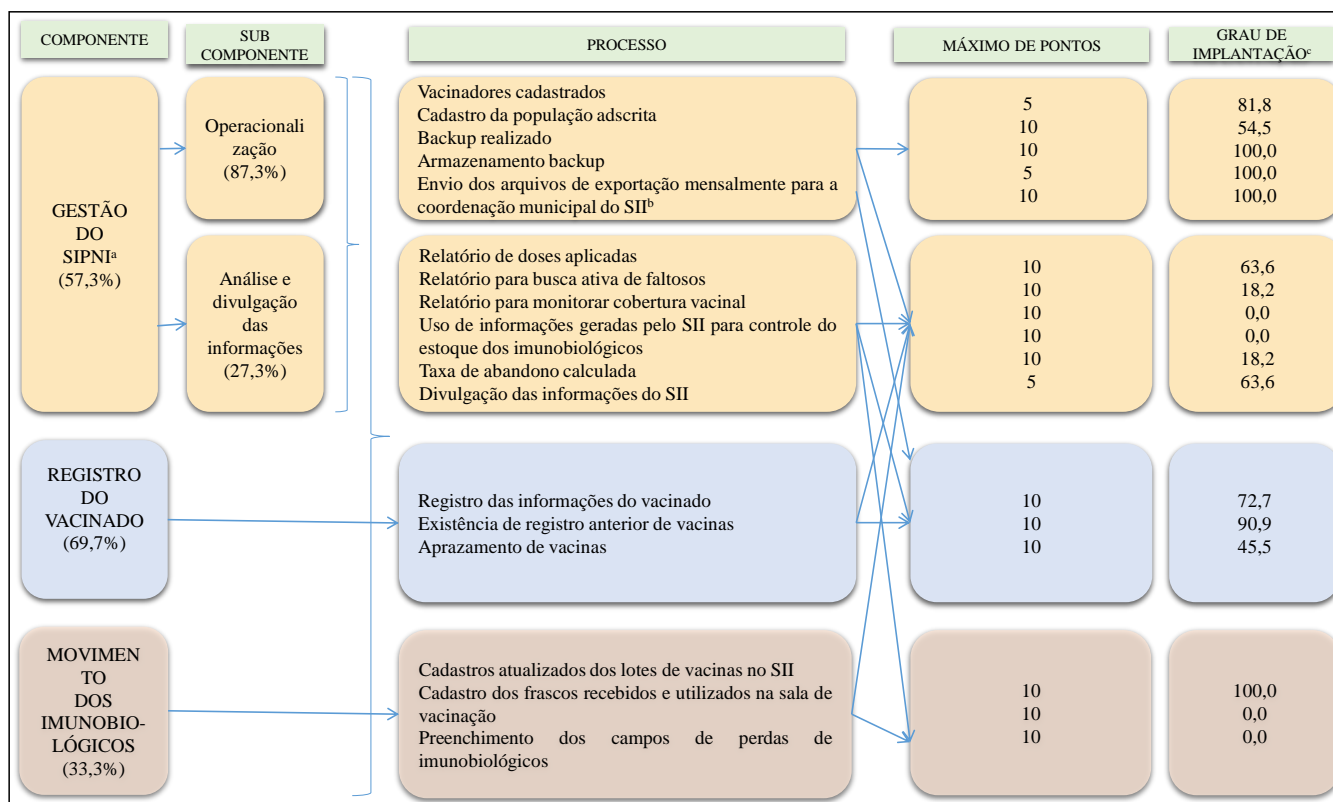 COMPONENTE
SUB
COMPONENTE
PROCESSO
MÁXIMO DE PONTOS
GRAU DE
IMPLANTAÇÃOᶜ
GESTÃO
DO
SIPNIᵃ
(57,3%)
Operacionali
zação
(87,3%)
Vacinadores cadastrados
Cadastro da população adscrita
Backup realizado
Armazenamento backup
Envio dos arquivos de exportação mensalmente para a
coordenação municipal do SIIᵇ
5
10
10
5
10
81,8
54,5
100,0
100,0
100,0
Análise e
divulgação
das
informações
(27,3%)
Relatório de doses aplicadas
Relatório para busca ativa de faltosos
Relatório para monitorar cobertura vacinal
Uso de informações geradas pelo SII para controle do
estoque dos imunobiológicos
Taxa de abandono calculada
Divulgação das informações do SII
10
10
10
10
10
5
63,6
18,2
0,0
0,0
18,2
63,6
REGISTRO
DO
VACINADO
(69,7%)
Registro das informações do vacinado
Existência de registro anterior de vacinas
Aprazamento de vacinas
10
10
10
72,7
90,9
45,5
MOVIMEN
TO
DOS
IMUNOBIO-
LÓGICOS
(33,3%)
Cadastros atualizados dos lotes de vacinas no SII
Cadastro dos frascos recebidos e utilizados na sala de
vacinação
Preenchimento dos campos de perdas de
imunobiológicos
10
10
10
100,0
0,0
0,0